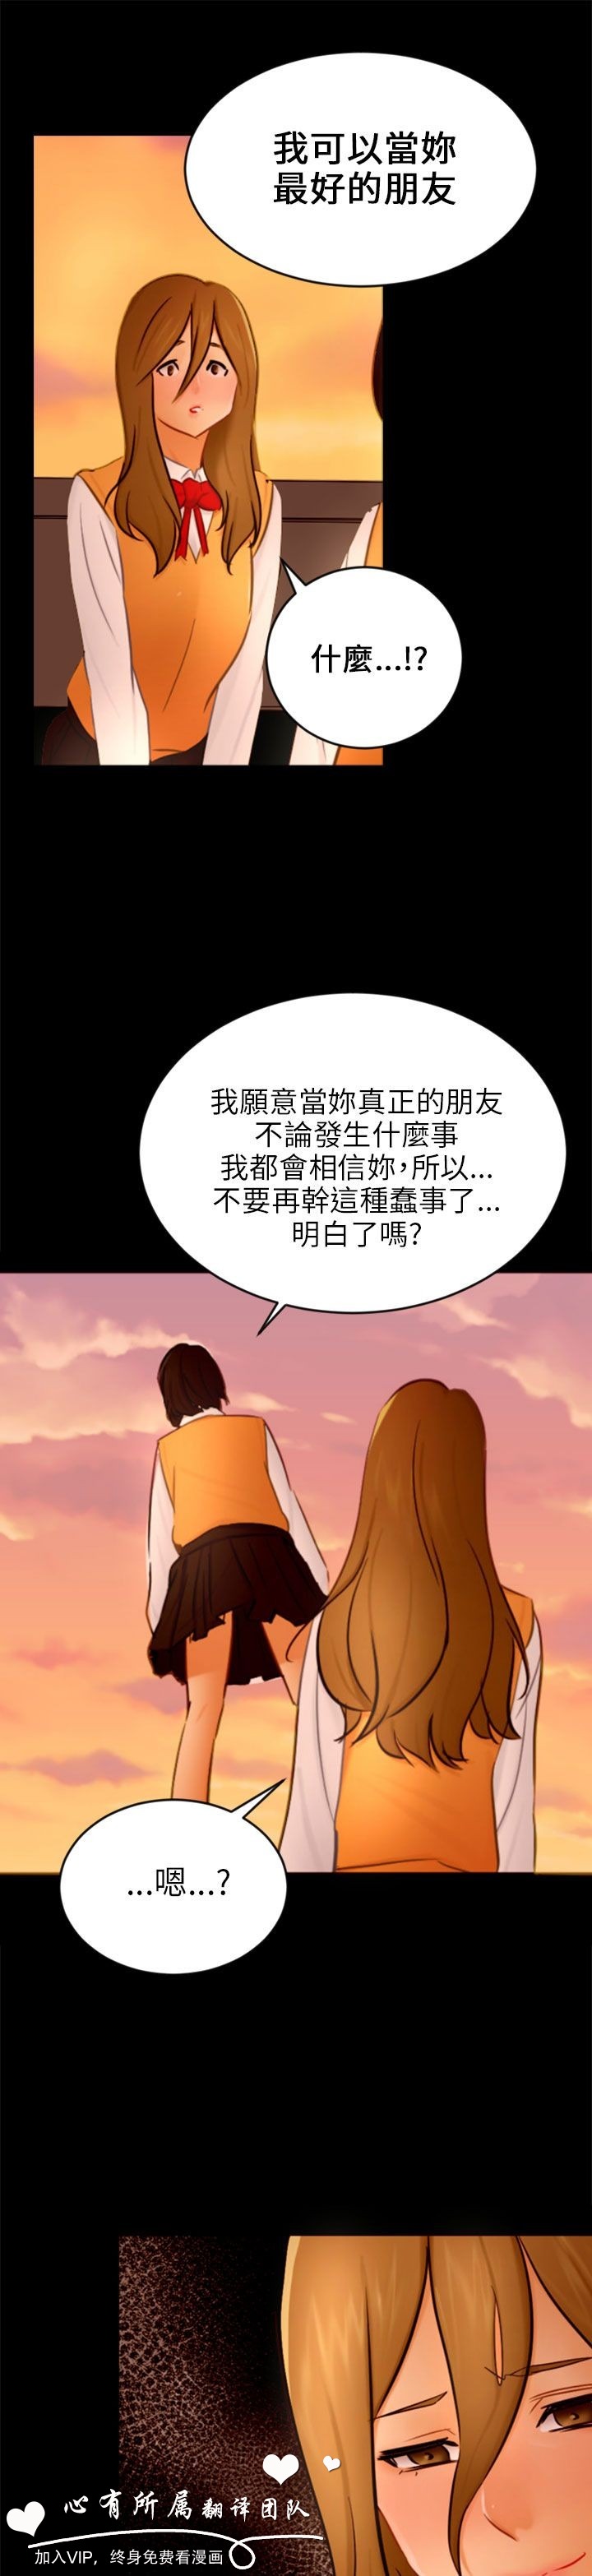 我可以當妳
最好的朋友
什麼...!?
我願意當妳真正的朋友
不論發生什麼事
我都會相信妳，所以...
不要再幹這種蠢事了...
明白了嗎?
...嗯...?
心有所属翻译团队
加入VIP，终身免费看漫画